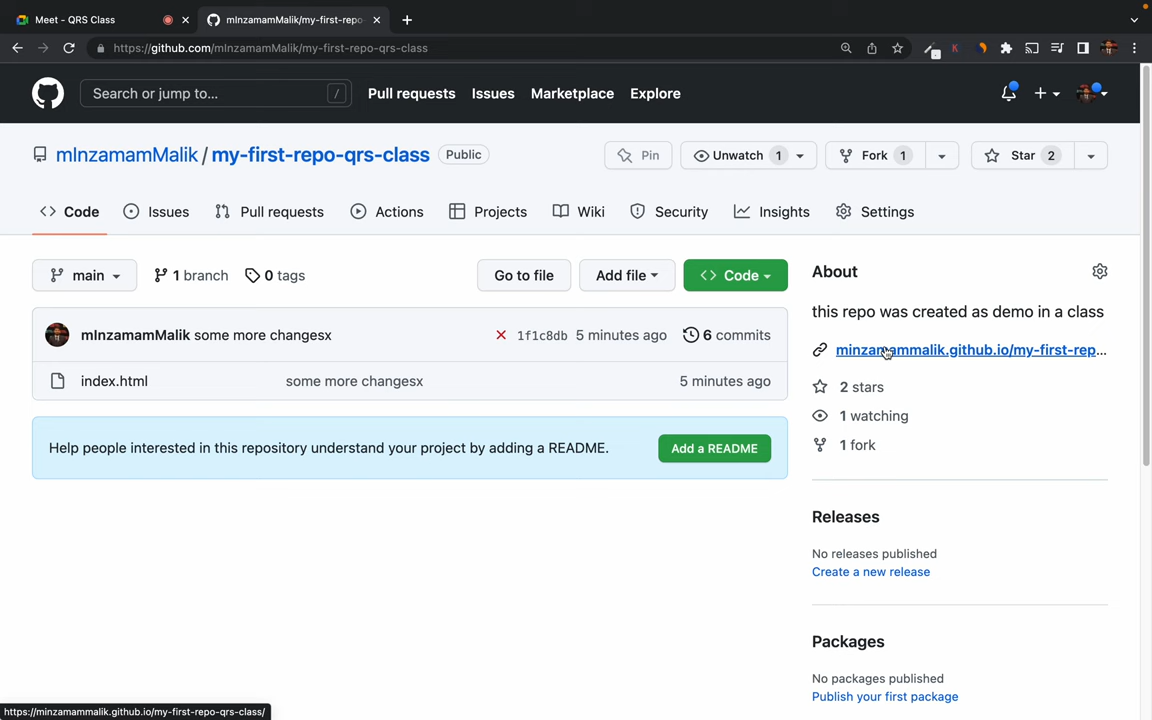 Meet - QRS Class
mInzamamMalik/my-first-repo-
https://github.com/mInzamamMalik/my-first-repo-qrs-class
K
Search or jump to... /
Pull requests Issues Marketplace Explore
mInzamamMalik / my-first-repo-qrs-class Public
Pin Unwatch 1 Fork 1 Star 2
Code Issues Pull requests Actions Projects Wiki Security Insights Settings
main 1 branch 0 tags Go to file Add file Code
mInzamamMalik some more changesx 1f1c8db 5 minutes ago 6 commits
index.html some more changesx 5 minutes ago
Help people interested in this repository understand your project by adding a README. Add a README
About
this repo was created as demo in a class
minzamammalik.github.io/my-first-rep...
2 stars
1 watching
1 fork
Releases
No releases published
Create a new release
Packages
No packages published
Publish your first package
https://minzamammalik.github.io/my-first-repo-qrs-class/